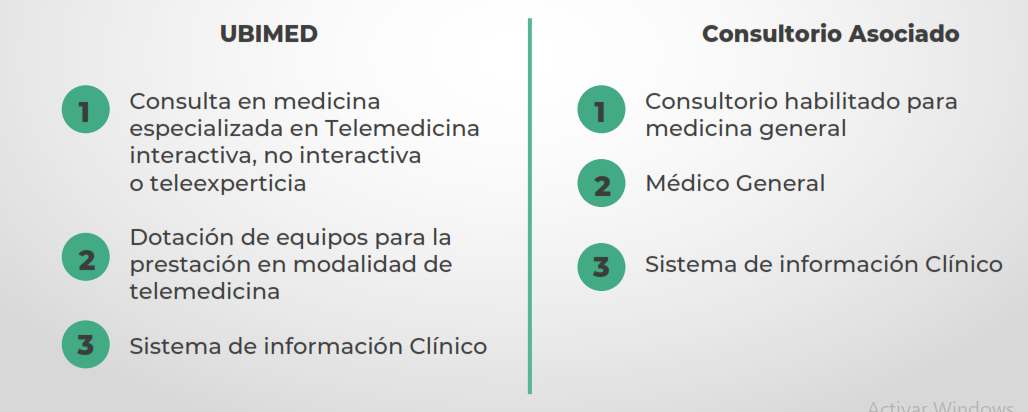 UBIMED
1
Consulta en medicina
especializada en Telemedicina
interactiva, no interactiva
o teleexperticia
2
Dotación de equipos para la
prestación en modalidad de
telemedicina
3
Sistema de información Clínico
Consultorio Asociado
1
Consultorio habilitado para
medicina general
2
Médico General
3
Sistema de información Clínico
Activar Windows